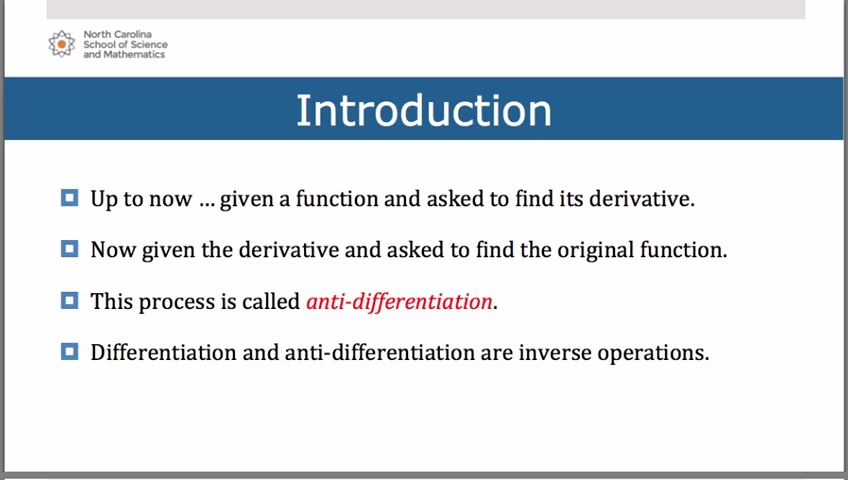 North Carolina
School of Science
and Mathematics
Introduction
Up to now ... given a function and asked to find its derivative.
Now given the derivative and asked to find the original function.
This process is called anti-differentiation.
Differentiation and anti-differentiation are inverse operations.